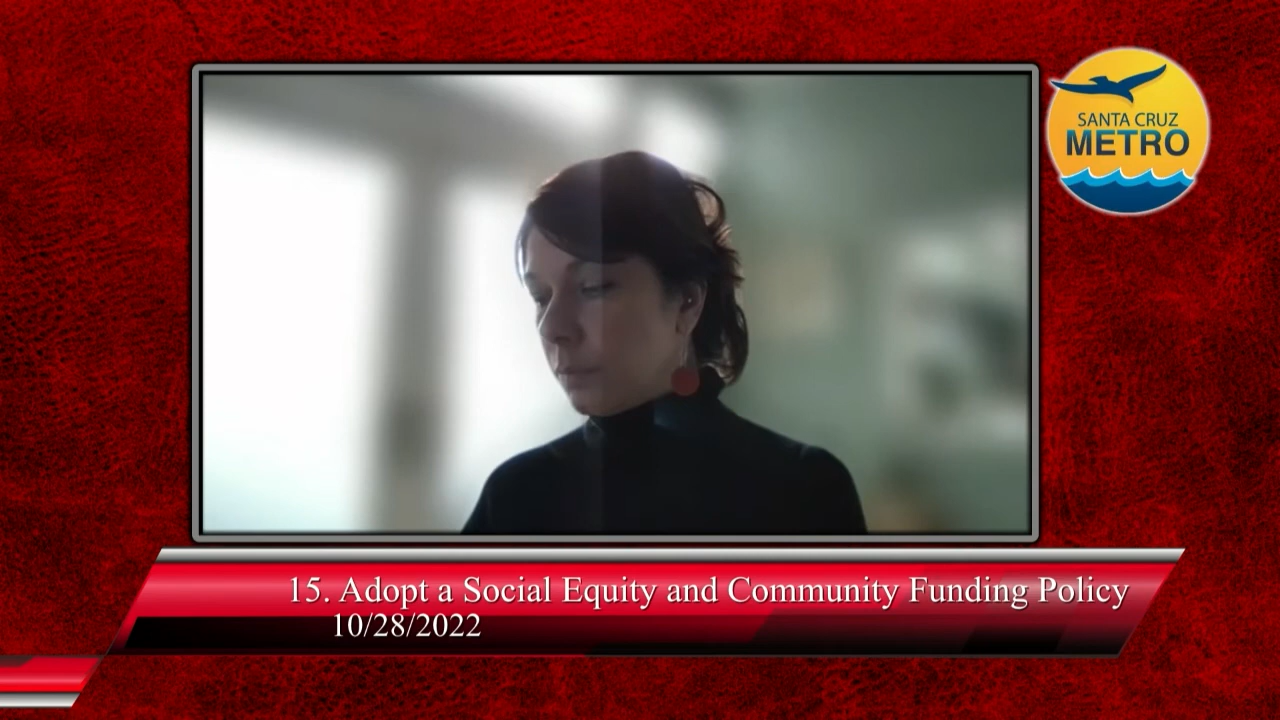 SANTA CRUZ
METRO
15. Adopt a Social Equity and Community Funding Policy
10/28/2022